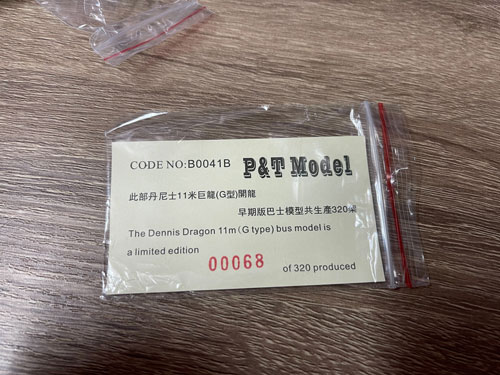 CODE NO:B0041B P&T Model
此部丹尼士11米巨龍(G型)開龍
早期版巴士模型共生產320架
The Dennis Dragon 11m (G type) bus model is
a limited edition
00068 of 320 produced